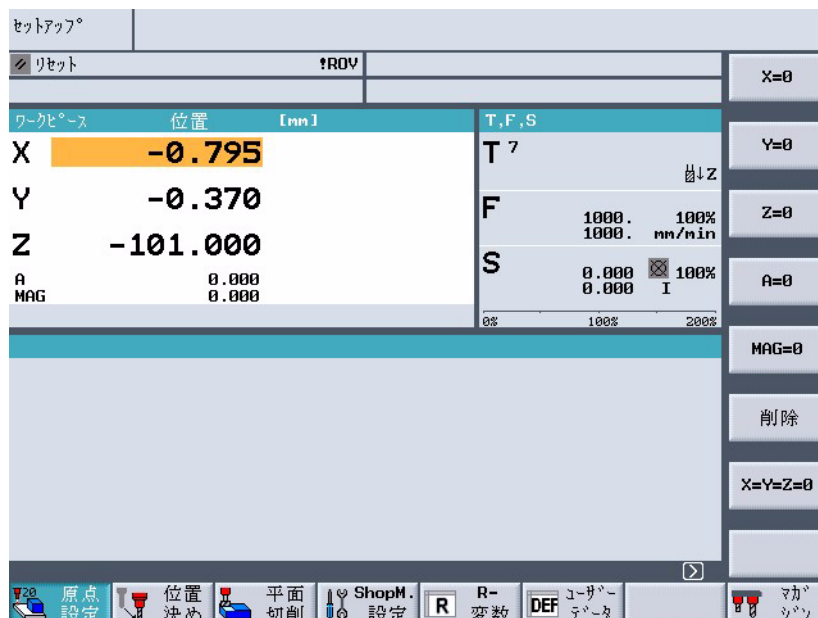 セットアップ
リセット
!ROV
X=0
ワークピース 位置 [mm]
T,F,S
X -0.795
T 7
Y=0
↓Z
Y -0.370
F 1000. 100%
1000. mm/min
Z=0
Z -101.000
S 0.000 100%
0.000 I
A 0.000
MAG 0.000
A=0
0% 100% 200%
MAG=0
削除
X=Y=Z=0
T20 原点
設定
位置
決め
平面
切削
ShopM.
設定
R R-
変数
DEF ユーザー
データ
マガ
ジン